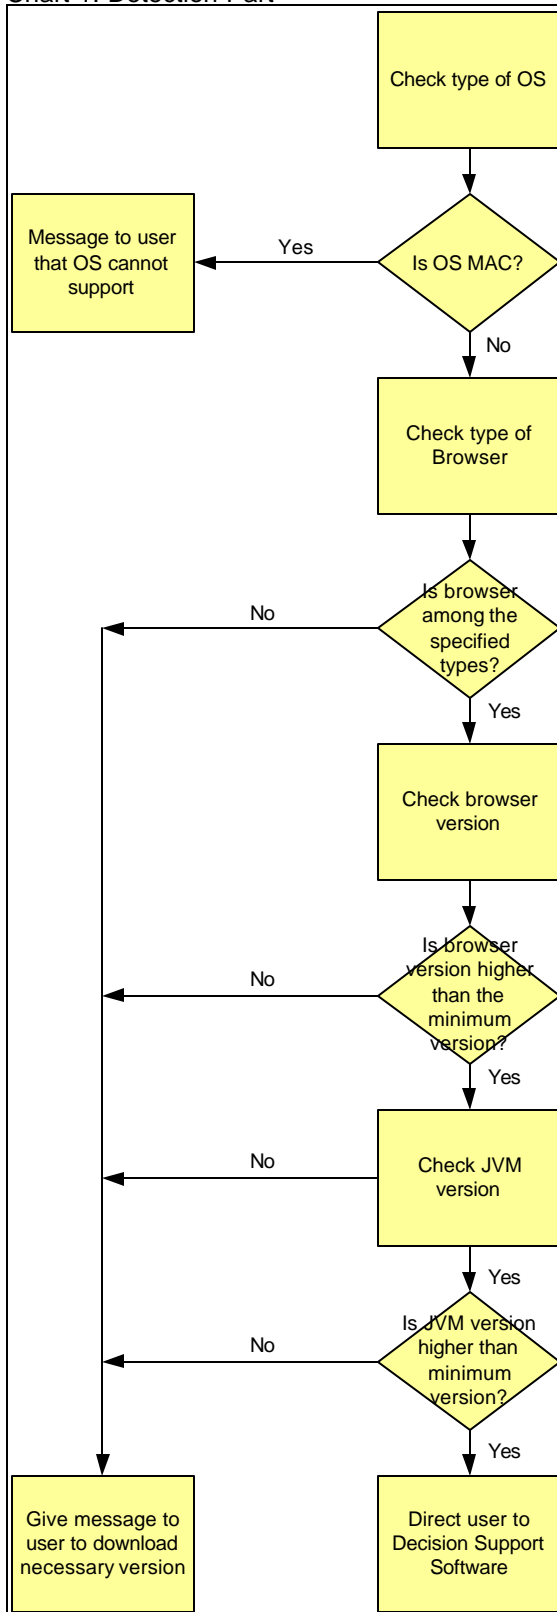 Chart 1: Detection Part
Check type of OS
Message to user
that OS cannot
support
Yes
Is OS MAC?
No
Check type of
Browser
Is browser
among the
specified
types?
No
Yes
Check browser
version
Is browser
version higher
than the
minimum
version?
No
Yes
Check JVM
version
No
Yes
Is JVM version
higher than
minimum
version?
No
Yes
Give message to
user to download
necessary version
Direct user to
Decision Support
Software